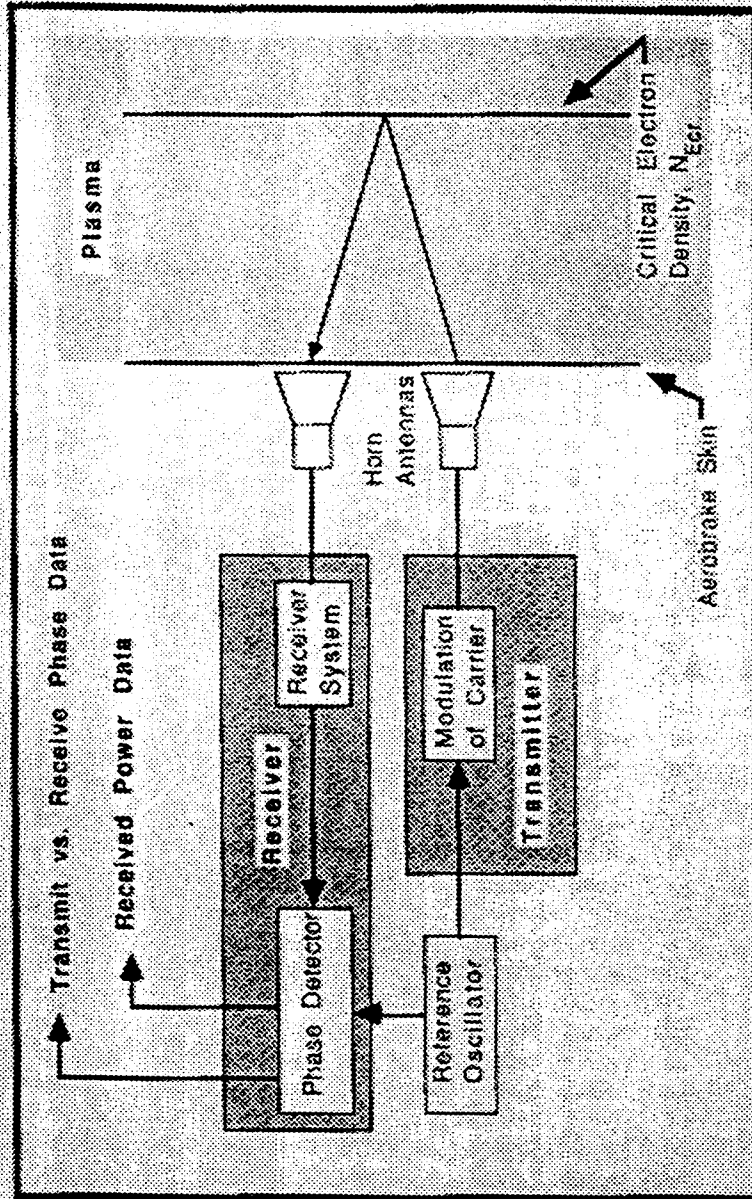 Transmit vs. Receive Phase Data
Received Power Data
Plasma
Receiver
Phase Detector
Receiver
System
Horn
Antennas
Reference
Oscillator
Modulation
of Carrier
Transmitter
Aerobrake Skin
Critical Electron
Density, N_Ecr